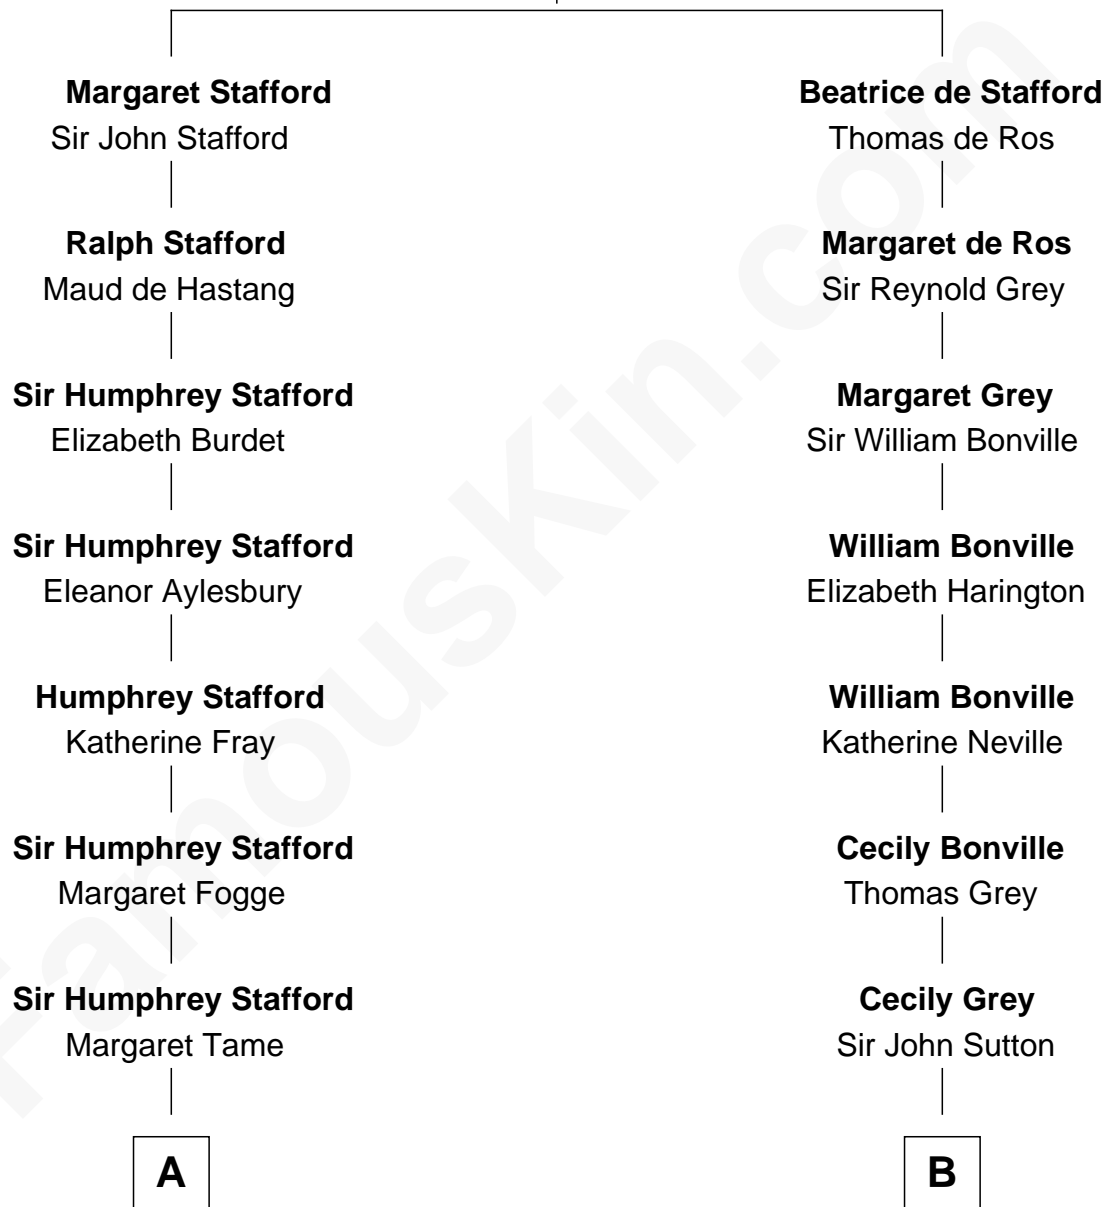 Margaret Stafford
Sir John Stafford
Ralph Stafford
Maud de Hastang
Sir Humphrey Stafford
Elizabeth Burdet
Sir Humphrey Stafford
Eleanor Aylesbury
Humphrey Stafford
Katherine Fray
Sir Humphrey Stafford
Margaret Fogge
Sir Humphrey Stafford
Margaret Tame
A
Beatrice de Stafford
Thomas de Ros
Margaret de Ros
Sir Reynold Grey
Margaret Grey
Sir William Bonville
William Bonville
Elizabeth Harington
William Bonville
Katherine Neville
Cecily Bonville
Thomas Grey
Cecily Grey
Sir John Sutton
B
FamousKin.com